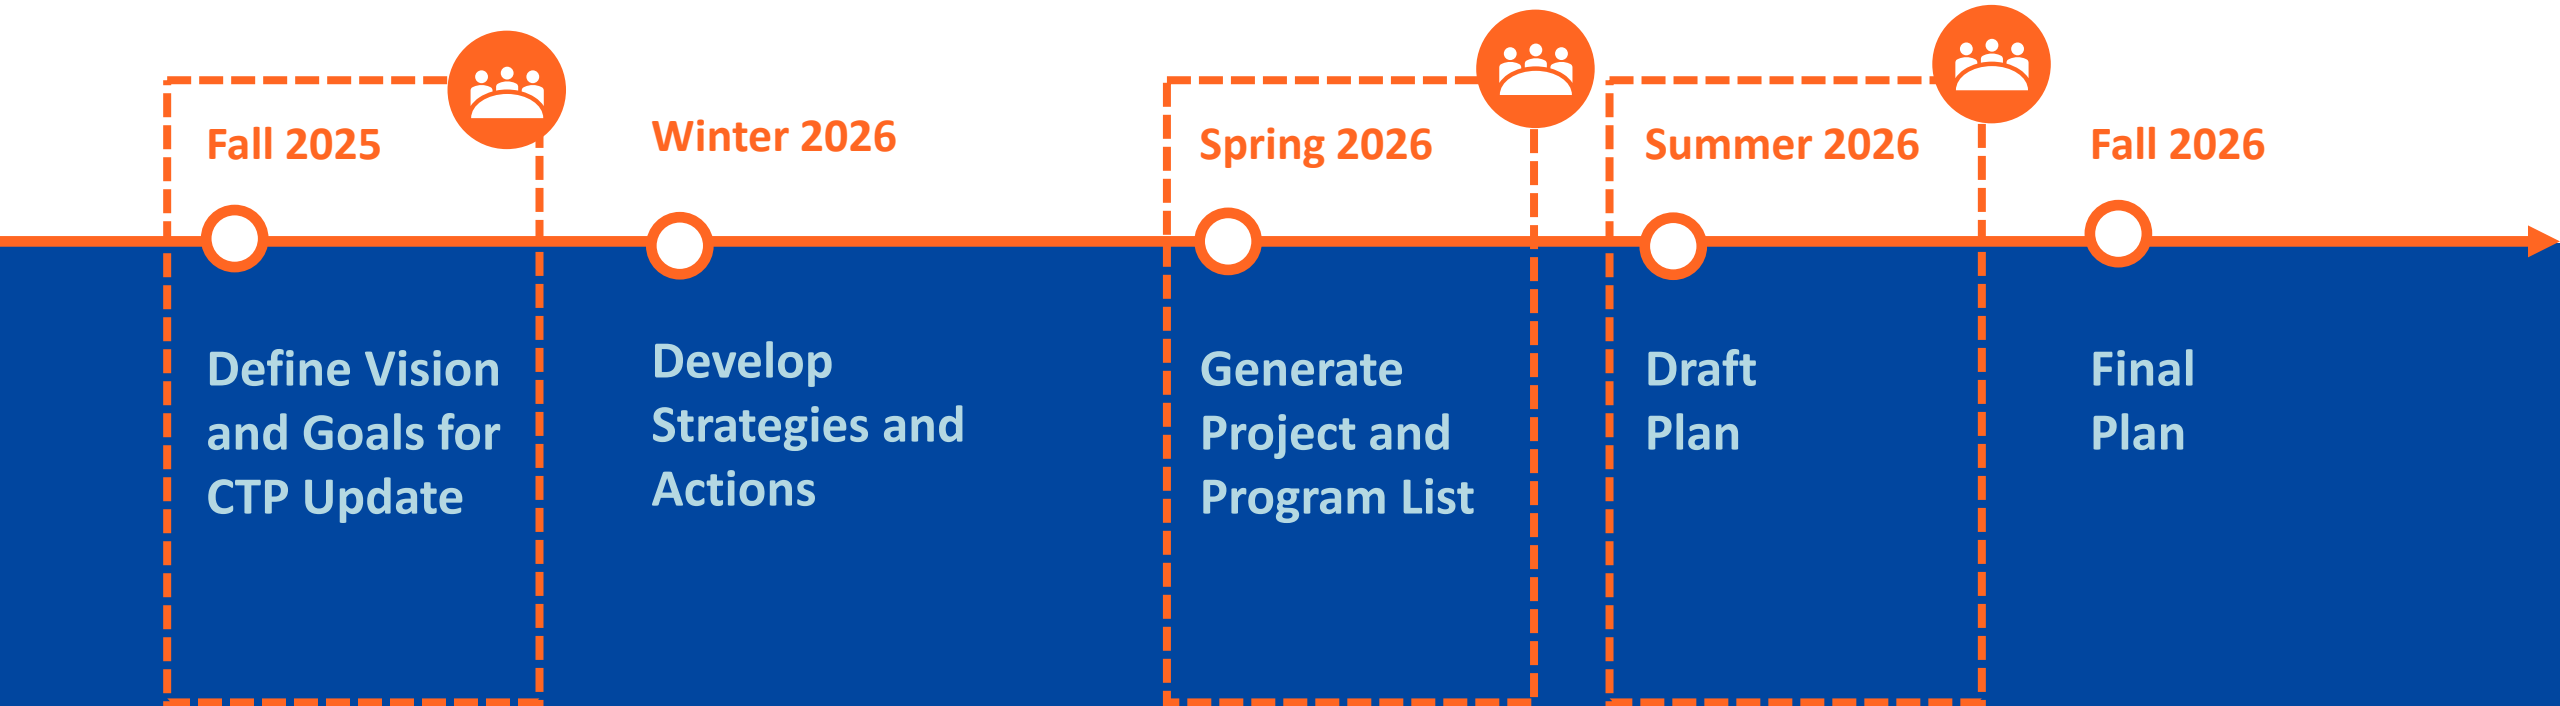 Fall 2025
Define Vision
and Goals for
CTP Update
Winter 2026
Develop
Strategies and
Actions
Spring 2026
Generate
Project and
Program List
Summer 2026
Draft
Plan
Fall 2026
Final
Plan